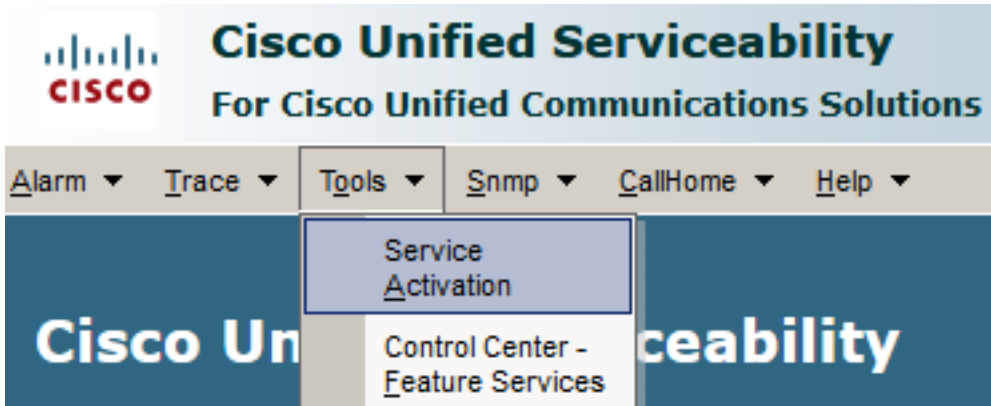 Cisco Unified Serviceability
CISCO
For Cisco Unified Communications Solutions
Alarm Trace Tools Snmp CallHome Help
Service
Activation
Cisco Un ceability
Control Center -
Feature Services